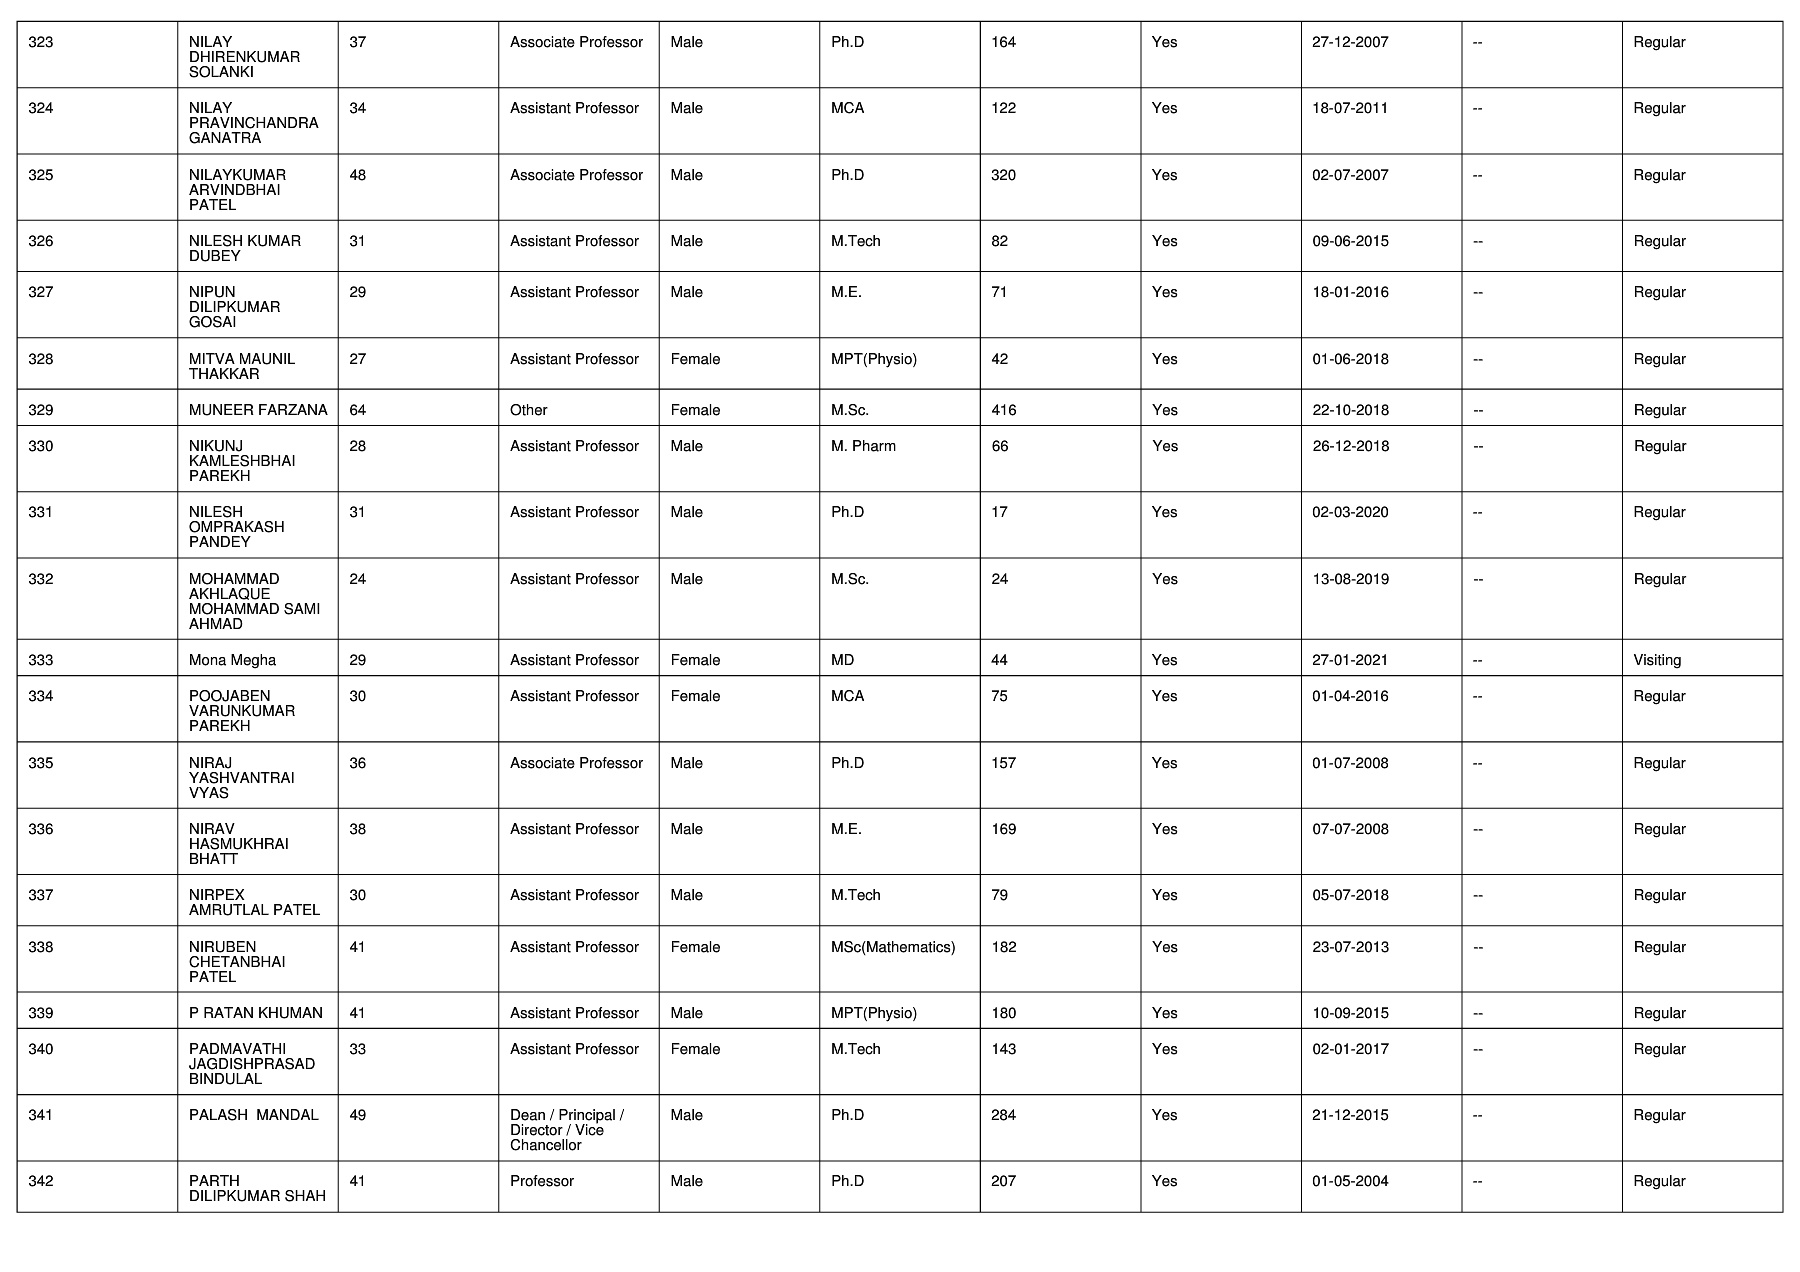 323 NILAY 37 Associate Professor Male Ph.D 164 Yes 27-12-2007 -- Regular
DHIRENKUMAR
SOLANKI
324 NILAY 34 Assistant Professor Male MCA 122 Yes 18-07-2011 -- Regular
PRAVINCHANDRA
GANATRA
325 NILAYKUMAR 48 Associate Professor Male Ph.D 320 Yes 02-07-2007 -- Regular
ARVINDBHAI
PATEL
326 NILESH KUMAR 31 Assistant Professor Male M.Tech 82 Yes 09-06-2015 -- Regular
DUBEY
327 NIPUN 29 Assistant Professor Male M.E. 71 Yes 18-01-2016 -- Regular
DILIPKUMAR
GOSAI
328 MITVA MAUNIL 27 Assistant Professor Female MPT(Physio) 42 Yes 01-06-2018 -- Regular
THAKKAR
329 MUNEER FARZANA 64 Other Female M.Sc. 416 Yes 22-10-2018 -- Regular
330 NIKUNJ 28 Assistant Professor Male M. Pharm 66 Yes 26-12-2018 -- Regular
KAMLESHBHAI
PAREKH
331 NILESH 31 Assistant Professor Male Ph.D 17 Yes 02-03-2020 -- Regular
OMPRAKASH
PANDEY
332 MOHAMMAD 24 Assistant Professor Male M.Sc. 24 Yes 13-08-2019 -- Regular
AKHLAQUE
MOHAMMAD SAMI
AHMAD
333 Mona Megha 29 Assistant Professor Female MD 44 Yes 27-01-2021 -- Visiting
334 POOJABEN 30 Assistant Professor Female MCA 75 Yes 01-04-2016 -- Regular
VARUNKUMAR
PAREKH
335 NIRAJ 36 Associate Professor Male Ph.D 157 Yes 01-07-2008 -- Regular
YASHVANTRAI
VYAS
336 NIRAV 38 Assistant Professor Male M.E. 169 Yes 07-07-2008 -- Regular
HASMUKHRAI
BHATT
337 NIRPEX 30 Assistant Professor Male M.Tech 79 Yes 05-07-2018 -- Regular
AMRUTLAL PATEL
338 NIRUBEN 41 Assistant Professor Female MSc(Mathematics) 182 Yes 23-07-2013 -- Regular
CHETANBHAI
PATEL
339 P RATAN KHUMAN 41 Assistant Professor Male MPT(Physio) 180 Yes 10-09-2015 -- Regular
340 PADMAVATHI 33 Assistant Professor Female M.Tech 143 Yes 02-01-2017 -- Regular
JAGDISHPRASAD
BINDULAL
341 PALASH  MANDAL 49 Dean / Principal / Male Ph.D 284 Yes 21-12-2015 -- Regular
Director / Vice
Chancellor
342 PARTH 41 Professor Male Ph.D 207 Yes 01-05-2004 -- Regular
DILIPKUMAR SHAH